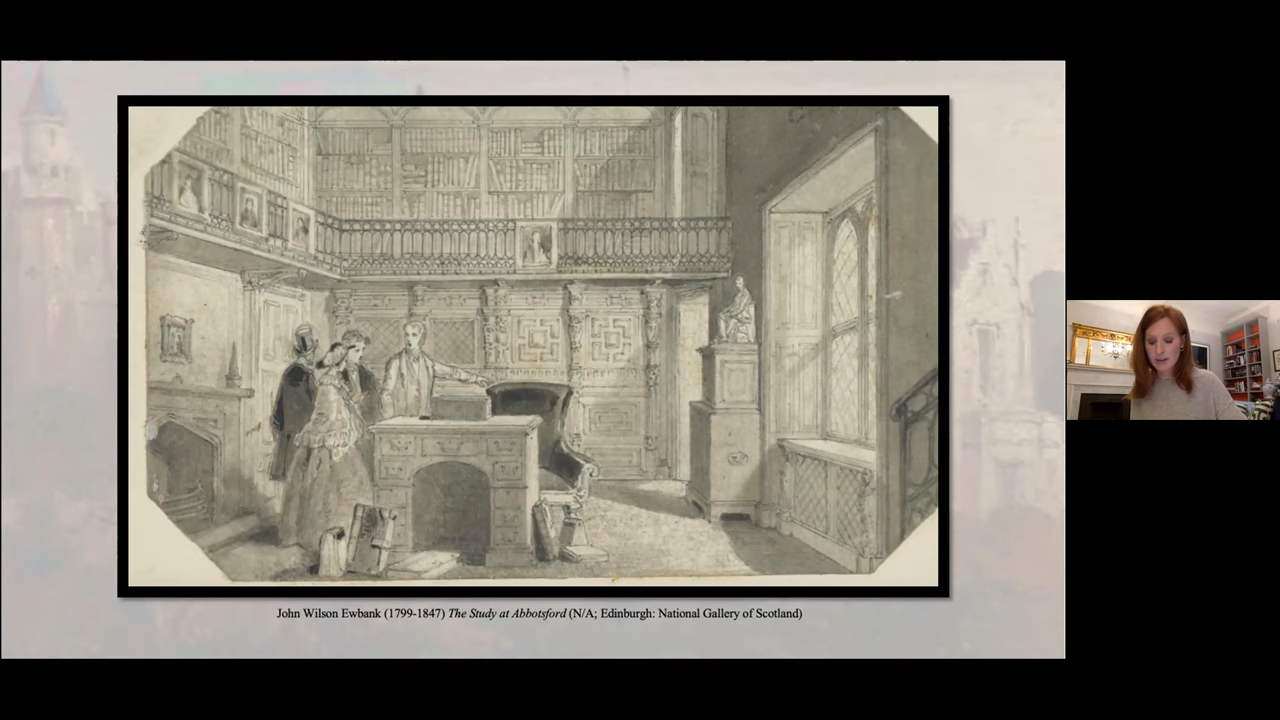 John Wilson Ewbank (1799-1847) The Study at Abbotsford (N/A; Edinburgh: National Gallery of Scotland)